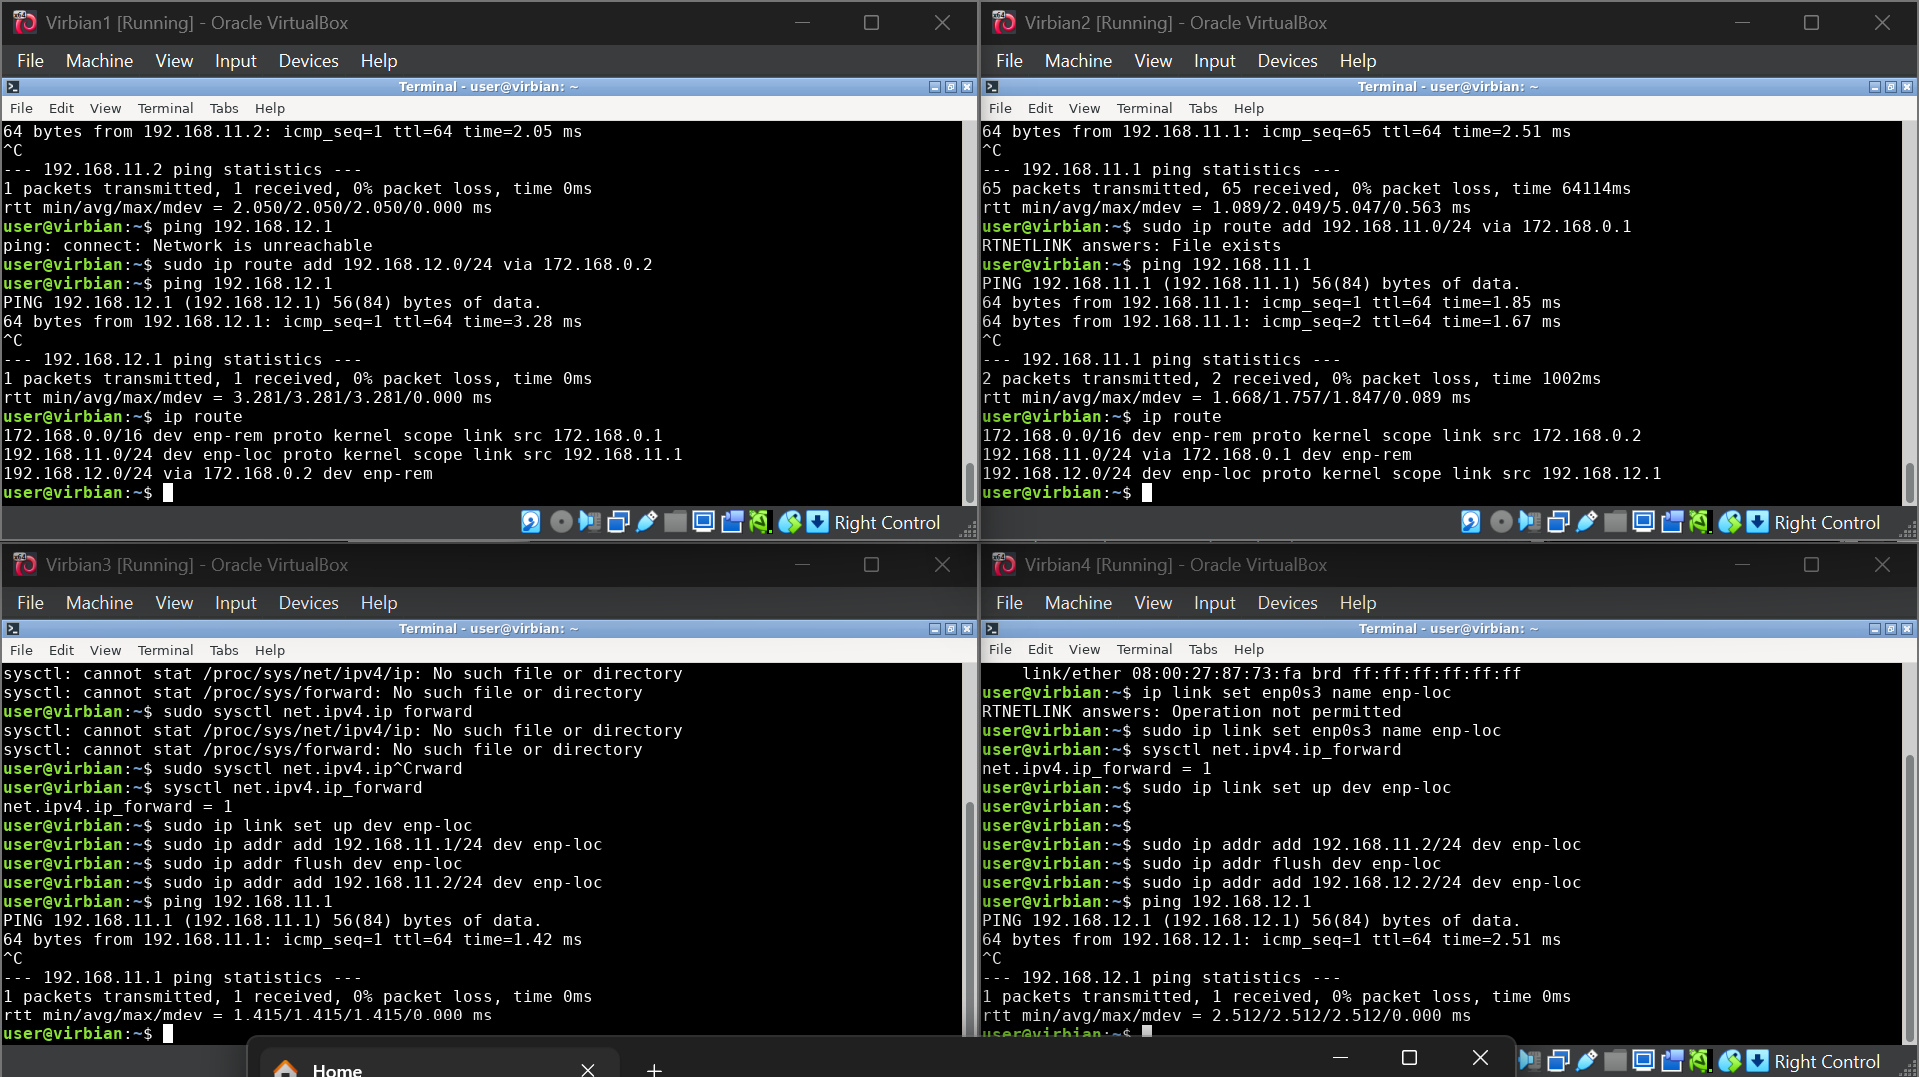 Virbian1 [Running] - Oracle VirtualBox
File Machine View Input Devices Help
Terminal - user@virbian: ~
File Edit View Terminal Tabs Help
64 bytes from 192.168.11.2: icmp_seq=1 ttl=64 time=2.05 ms
^C
--- 192.168.11.2 ping statistics ---
1 packets transmitted, 1 received, 0% packet loss, time 0ms
rtt min/avg/max/mdev = 2.050/2.050/2.050/0.000 ms
user@virbian:~$ ping 192.168.12.1
ping: connect: Network is unreachable
user@virbian:~$ sudo ip route add 192.168.12.0/24 via 172.168.0.2
user@virbian:~$ ping 192.168.12.1
PING 192.168.12.1 (192.168.12.1) 56(84) bytes of data.
64 bytes from 192.168.12.1: icmp_seq=1 ttl=64 time=3.28 ms
^C
--- 192.168.12.1 ping statistics ---
1 packets transmitted, 1 received, 0% packet loss, time 0ms
rtt min/avg/max/mdev = 3.281/3.281/3.281/0.000 ms
user@virbian:~$ ip route
172.168.0.0/16 dev enp-rem proto kernel scope link src 172.168.0.1
192.168.11.0/24 dev enp-loc proto kernel scope link src 192.168.11.1
192.168.12.0/24 via 172.168.0.2 dev enp-rem
user@virbian:~$
Right Control
Virbian2 [Running] - Oracle VirtualBox
File Machine View Input Devices Help
Terminal - user@virbian: ~
File Edit View Terminal Tabs Help
64 bytes from 192.168.11.1: icmp_seq=65 ttl=64 time=2.51 ms
^C
--- 192.168.11.1 ping statistics ---
65 packets transmitted, 65 received, 0% packet loss, time 64114ms
rtt min/avg/max/mdev = 1.089/2.049/5.047/0.563 ms
user@virbian:~$ sudo ip route add 192.168.11.0/24 via 172.168.0.1
RTNETLINK answers: File exists
user@virbian:~$ ping 192.168.11.1
PING 192.168.11.1 (192.168.11.1) 56(84) bytes of data.
64 bytes from 192.168.11.1: icmp_seq=1 ttl=64 time=1.85 ms
64 bytes from 192.168.11.1: icmp_seq=2 ttl=64 time=1.67 ms
^C
--- 192.168.11.1 ping statistics ---
2 packets transmitted, 2 received, 0% packet loss, time 1002ms
rtt min/avg/max/mdev = 1.668/1.757/1.847/0.089 ms
user@virbian:~$ ip route
172.168.0.0/16 dev enp-rem proto kernel scope link src 172.168.0.2
192.168.11.0/24 via 172.168.0.1 dev enp-rem
192.168.12.0/24 dev enp-loc proto kernel scope link src 192.168.12.1
user@virbian:~$
Right Control
Virbian3 [Running] - Oracle VirtualBox
File Machine View Input Devices Help
Terminal - user@virbian: ~
File Edit View Terminal Tabs Help
sysctl: cannot stat /proc/sys/net/ipv4/ip: No such file or directory
sysctl: cannot stat /proc/sys/forward: No such file or directory
user@virbian:~$ sudo sysctl net.ipv4.ip forward
sysctl: cannot stat /proc/sys/net/ipv4/ip: No such file or directory
sysctl: cannot stat /proc/sys/forward: No such file or directory
user@virbian:~$ sudo sysctl net.ipv4.ip^Crward
user@virbian:~$ sysctl net.ipv4.ip_forward
net.ipv4.ip_forward = 1
user@virbian:~$ sudo ip link set up dev enp-loc
user@virbian:~$ sudo ip addr add 192.168.11.1/24 dev enp-loc
user@virbian:~$ sudo ip addr flush dev enp-loc
user@virbian:~$ sudo ip addr add 192.168.11.2/24 dev enp-loc
user@virbian:~$ ping 192.168.11.1
PING 192.168.11.1 (192.168.11.1) 56(84) bytes of data.
64 bytes from 192.168.11.1: icmp_seq=1 ttl=64 time=1.42 ms
^C
--- 192.168.11.1 ping statistics ---
1 packets transmitted, 1 received, 0% packet loss, time 0ms
rtt min/avg/max/mdev = 1.415/1.415/1.415/0.000 ms
user@virbian:~$
Virbian4 [Running] - Oracle VirtualBox
File Machine View Input Devices Help
Terminal - user@virbian: ~
File Edit View Terminal Tabs Help
link/ether 08:00:27:87:73:fa brd ff:ff:ff:ff:ff:ff
user@virbian:~$ ip link set enp0s3 name enp-loc
RTNETLINK answers: Operation not permitted
user@virbian:~$ sudo ip link set enp0s3 name enp-loc
user@virbian:~$ sysctl net.ipv4.ip_forward
net.ipv4.ip_forward = 1
user@virbian:~$ sudo ip link set up dev enp-loc
user@virbian:~$
user@virbian:~$
user@virbian:~$ sudo ip addr add 192.168.11.2/24 dev enp-loc
user@virbian:~$ sudo ip addr flush dev enp-loc
user@virbian:~$ sudo ip addr add 192.168.12.2/24 dev enp-loc
user@virbian:~$ ping 192.168.12.1
PING 192.168.12.1 (192.168.12.1) 56(84) bytes of data.
64 bytes from 192.168.12.1: icmp_seq=1 ttl=64 time=2.51 ms
^C
--- 192.168.12.1 ping statistics ---
1 packets transmitted, 1 received, 0% packet loss, time 0ms
rtt min/avg/max/mdev = 2.512/2.512/2.512/0.000 ms
user@virbian:~$
Right Control
Home